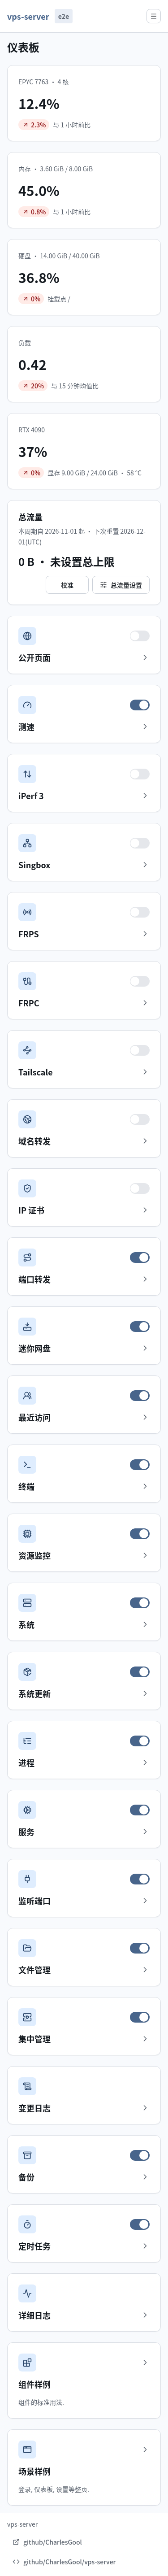 vps-server e2e
仪表板
EPYC 7763 · 4 核
12.4%
2.3% 与 1 小时前比
内存 · 3.60 GiB / 8.00 GiB
45.0%
0.8% 与 1 小时前比
硬盘 · 14.00 GiB / 40.00 GiB
36.8%
0% 挂载点 /
负载
0.42
20% 与 15 分钟均值比
RTX 4090
37%
0% 显存 9.00 GiB / 24.00 GiB · 58 °C
总流量
本周期自 2026-11-01 起 · 下次重置 2026-12-
01(UTC)
0 B · 未设置总上限
校准 总流量设置
公开页面
测速
iPerf 3
Singbox
FRPS
FRPC
Tailscale
域名转发
IP 证书
端口转发
迷你网盘
最近访问
终端
资源监控
系统
系统更新
进程
服务
监听端口
文件管理
集中管理
变更日志
备份
定时任务
详细日志
组件样例
组件的标准用法.
场景样例
登录, 仪表板, 设置等整页.
vps-server
github/CharlesGool
github/CharlesGool/vps-server